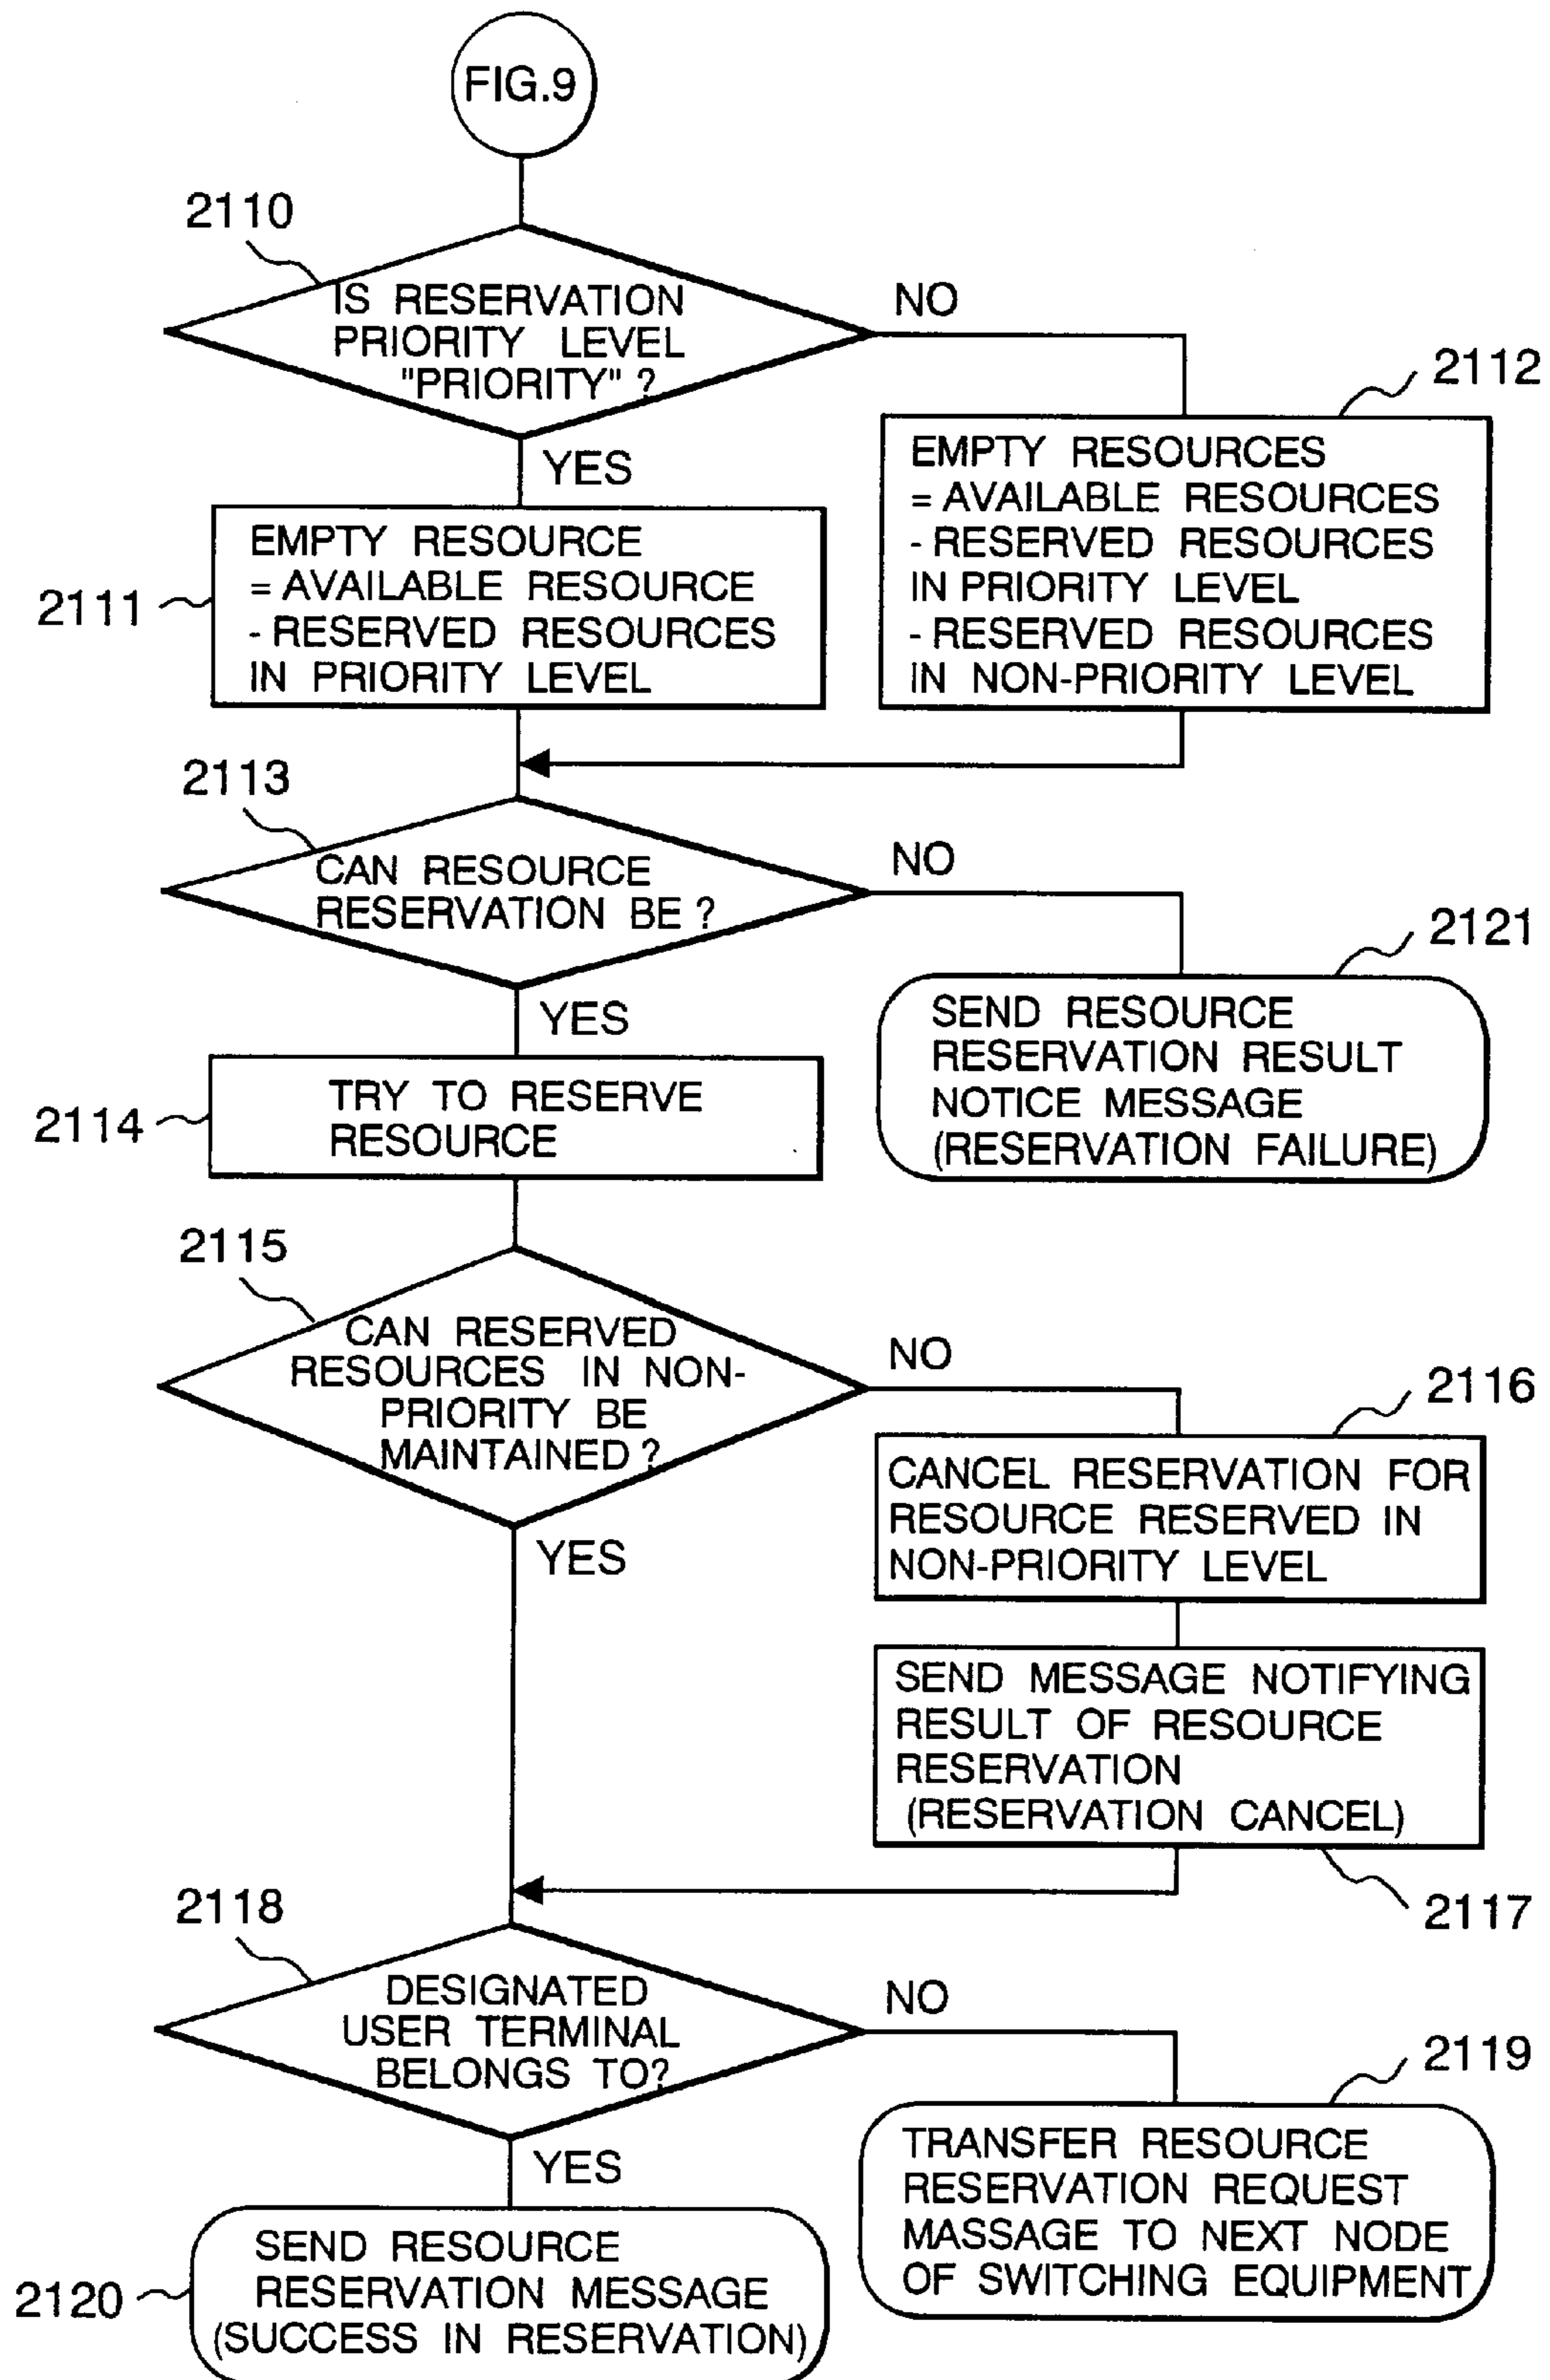 FIG.9
2110
IS RESERVATION
PRIORITY LEVEL
"PRIORITY" ?
NO
YES
2112
EMPTY RESOURCES
= AVAILABLE RESOURCES
- RESERVED RESOURCES
IN PRIORITY LEVEL
- RESERVED RESOURCES
IN NON-PRIORITY LEVEL
2111
EMPTY RESOURCE
= AVAILABLE RESOURCE
- RESERVED RESOURCES
IN PRIORITY LEVEL
2113
CAN RESOURCE
RESERVATION BE ?
NO
YES
2121
SEND RESOURCE
RESERVATION RESULT
NOTICE MESSAGE
(RESERVATION FAILURE)
2114
TRY TO RESERVE
RESOURCE
2115
CAN RESERVED
RESOURCES IN NON-
PRIORITY BE
MAINTAINED ?
NO
YES
2116
CANCEL RESERVATION FOR
RESOURCE RESERVED IN
NON-PRIORITY LEVEL
SEND MESSAGE NOTIFYING
RESULT OF RESOURCE
RESERVATION
(RESERVATION CANCEL)
2117
2118
DESIGNATED
USER TERMINAL
BELONGS TO?
NO
YES
2119
TRANSFER RESOURCE
RESERVATION REQUEST
MASSAGE TO NEXT NODE
OF SWITCHING EQUIPMENT
2120
SEND RESOURCE
RESERVATION MESSAGE
(SUCCESS IN RESERVATION)